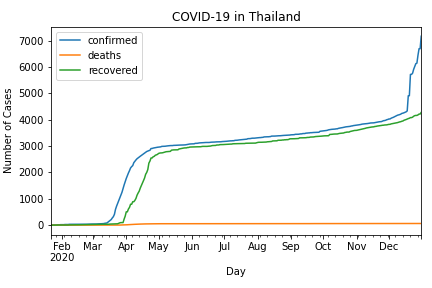 COVID-19 in Thailand
confirmed
deaths
recovered
Number of Cases
7000
6000
5000
4000
3000
2000
1000
0
Feb Mar Apr May Jun Jul Aug Sep Oct Nov Dec
2020
Day